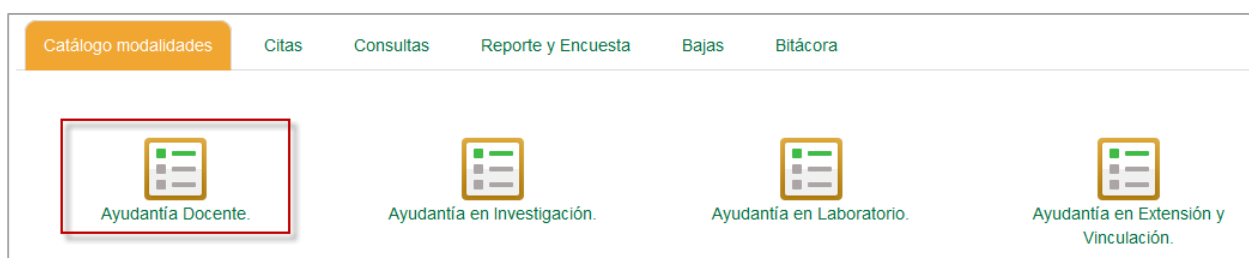 Catálogo modalidades Citas Consultas Reporte y Encuesta Bajas Bitácora
Ayudantía Docente. Ayudantía en Investigación. Ayudantía en Laboratorio. Ayudantía en Extensión y
Vinculación.